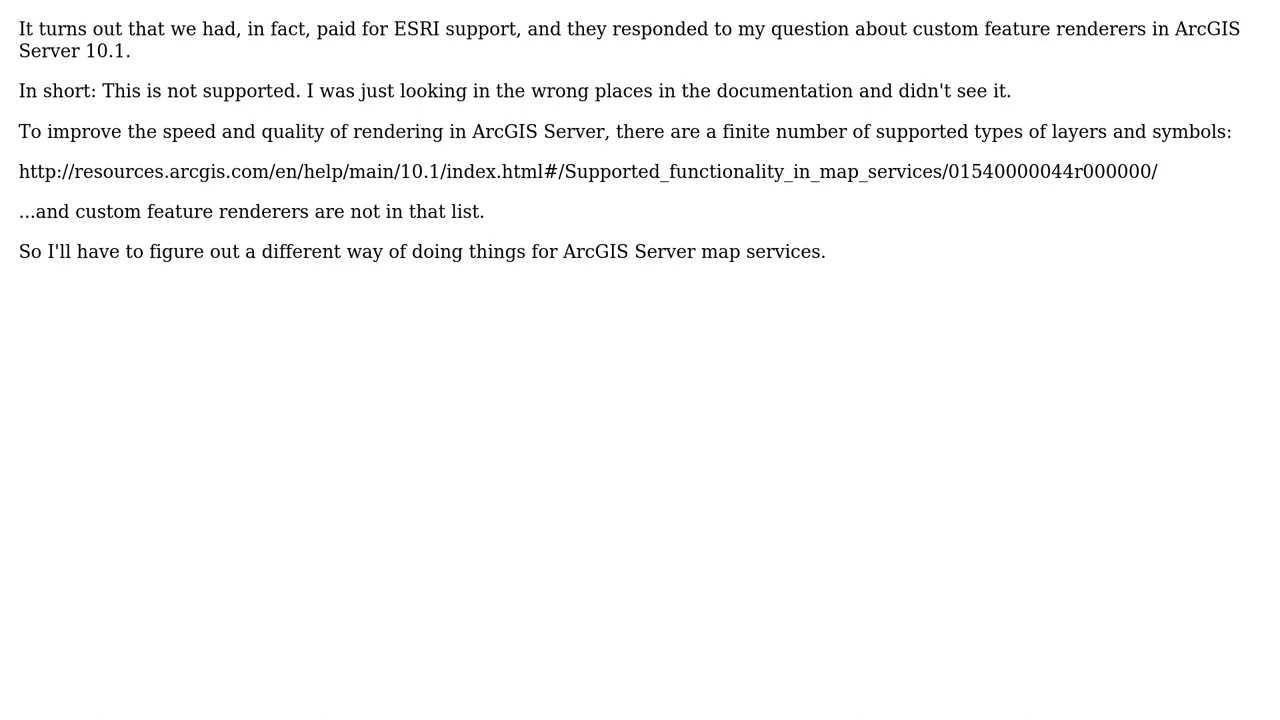 It turns out that we had, in fact, paid for ESRI support, and they responded to my question about custom feature renderers in ArcGIS
Server 10.1.
In short: This is not supported. I was just looking in the wrong places in the documentation and didn't see it.
To improve the speed and quality of rendering in ArcGIS Server, there are a finite number of supported types of layers and symbols:
http://resources.arcgis.com/en/help/main/10.1/index.html#/Supported_functionality_in_map_services/01540000044r000000/
...and custom feature renderers are not in that list.
So I'll have to figure out a different way of doing things for ArcGIS Server map services.